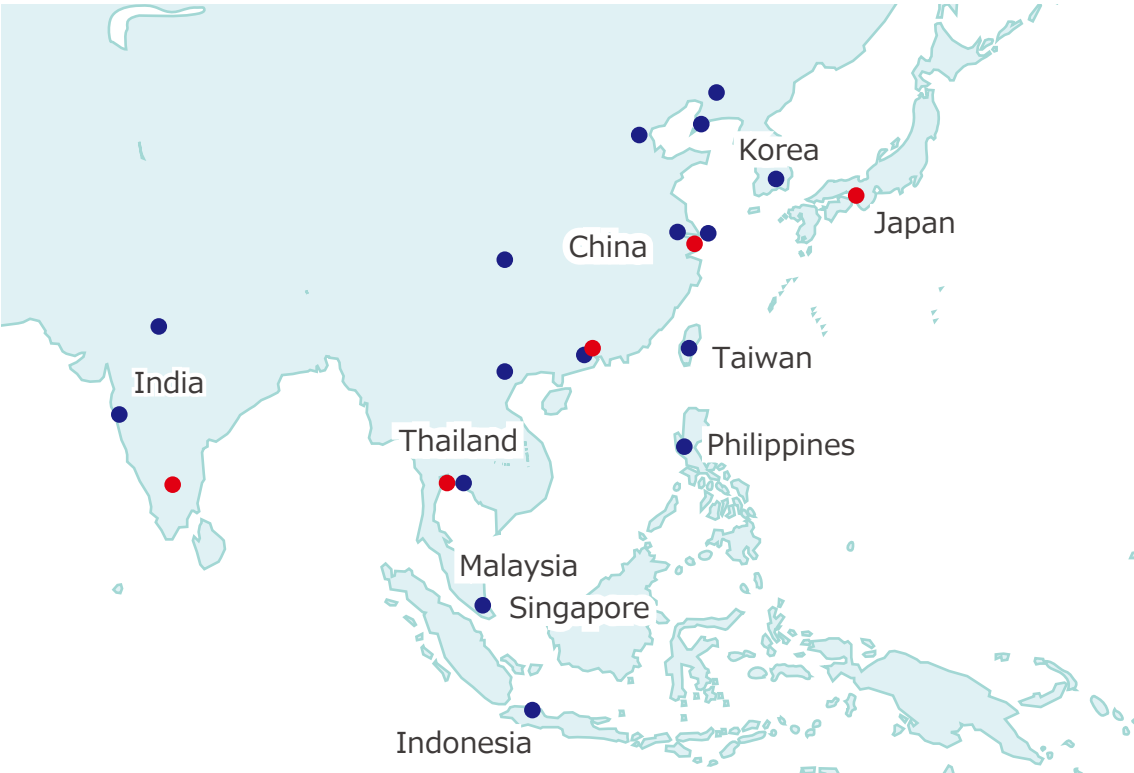 Korea
Japan
China
Taiwan
India
Thailand
Philippines
Malaysia
Singapore
Indonesia